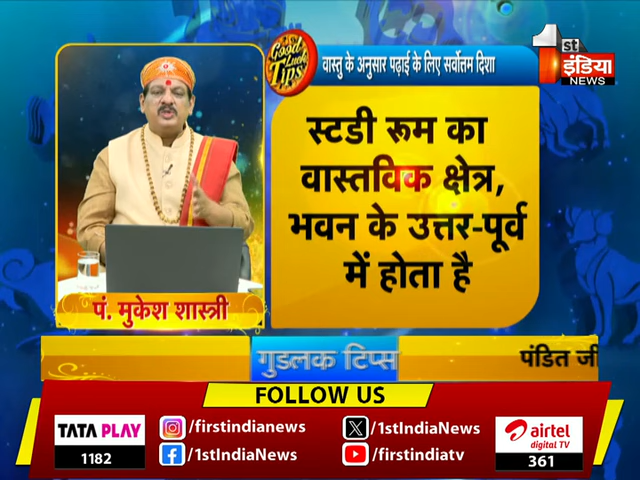 Good
Luck
Tips
वास्तु के अनुसार पढ़ाई के लिए सर्वोत्तम दिशा
1st
इंडिया
NEWS
स्टडी रूम का
वास्तविक क्षेत्र,
भवन के उत्तर-पूर्व
में होता है
पं. मुकेश शास्त्री
गुडलक टिप्स
पंडित जी
FOLLOW US
TATA PLAY
1182
/firstindianews
/1stIndiaNews
/1stIndiaNews
/firstindiatv
airtel
digital TV
361